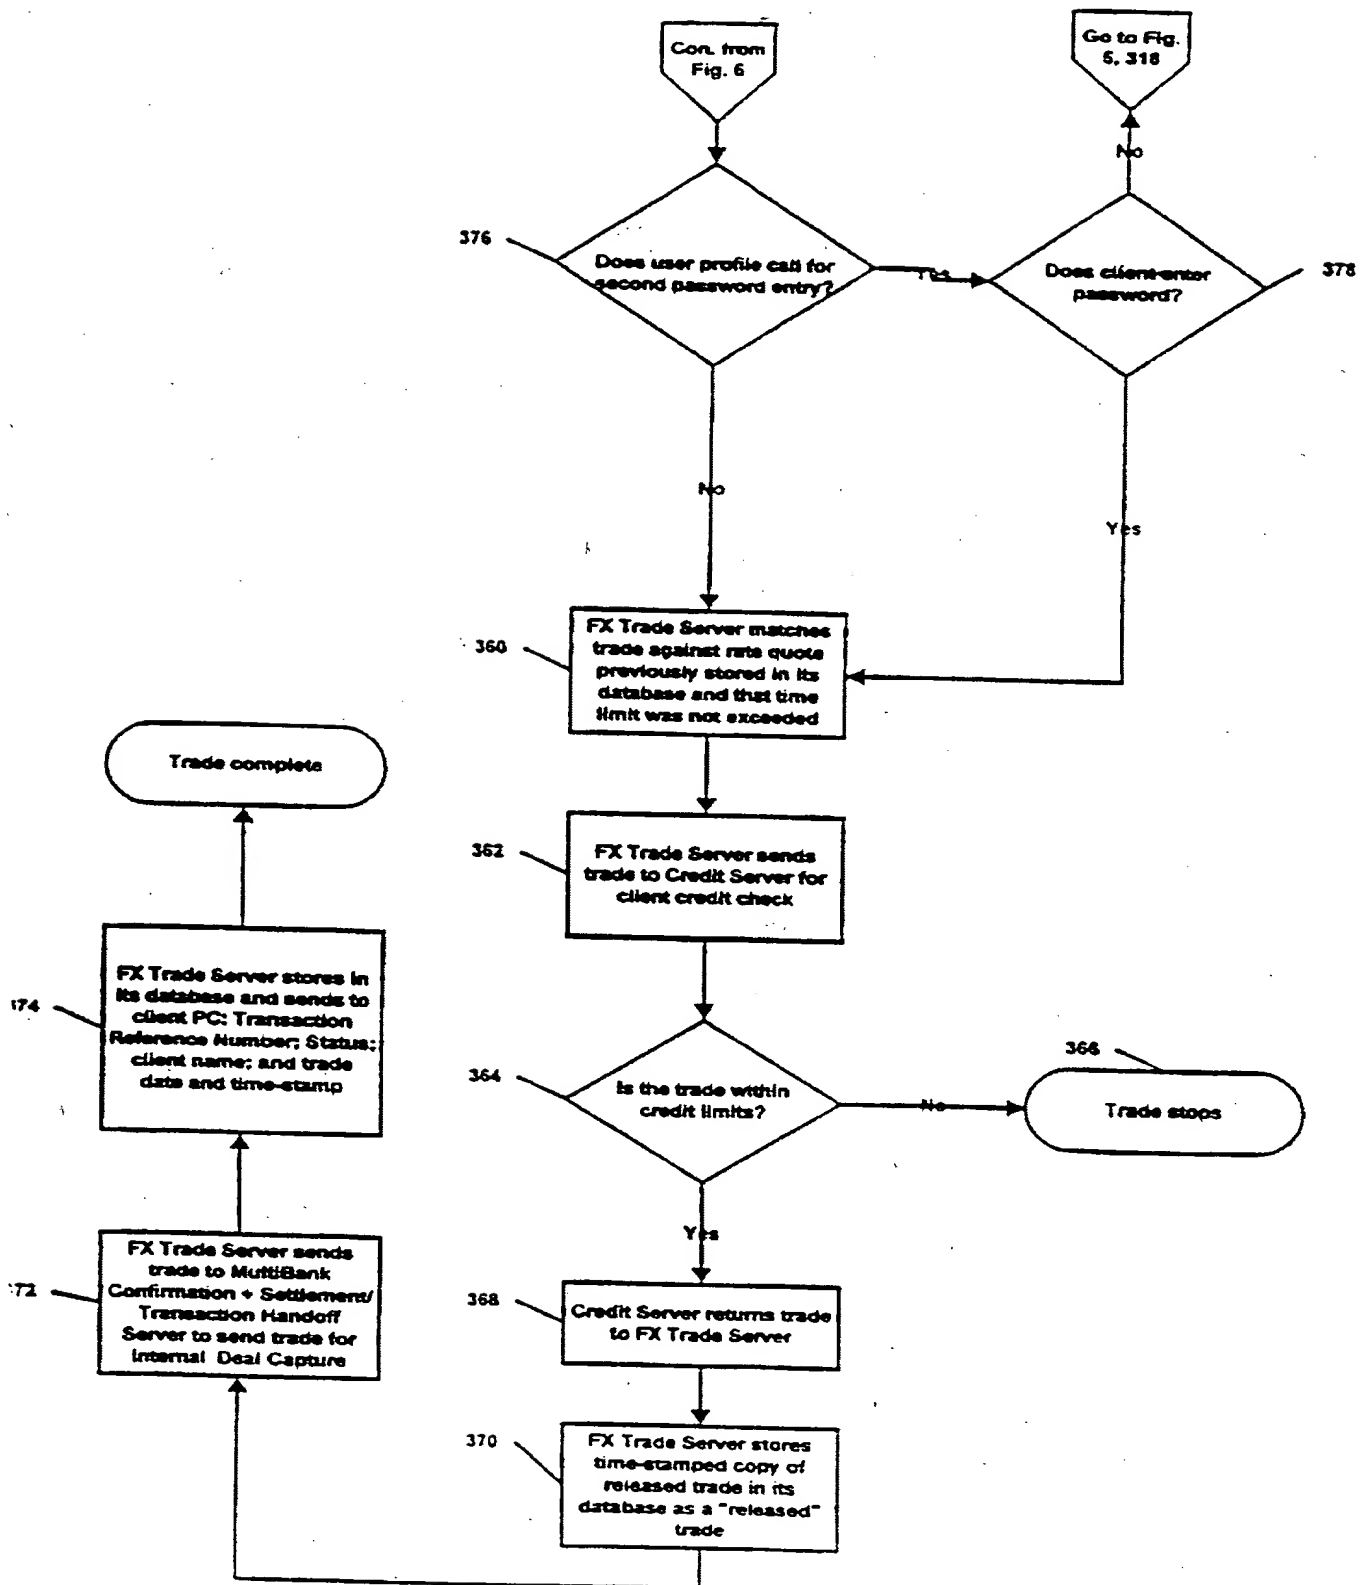 Con. from
Fig. 6
Go to Fig.
5, 318
No
376
Does user profile call for
second password entry?
Yes
Does client enter
password?
378
No
Yes
360
FX Trade Server matches
trade against rate quote
previously stored in its
database and that time
limit was not exceeded
Trade complete
362
FX Trade Server sends
trade to Credit Server for
client credit check
374
FX Trade Server stores in
its database and sends to
client PC: Transaction
Reference Number; Status;
client name; and trade
date and time-stamp
364
Is the trade within
credit limits?
No
366
Trade stops
Yes
372
FX Trade Server sends
trade to MultiBank
Confirmation + Settlement/
Transaction Handoff
Server to send trade for
Internal Deal Capture
368
Credit Server returns trade
to FX Trade Server
370
FX Trade Server stores
time-stamped copy of
released trade in its
database as a "released"
trade